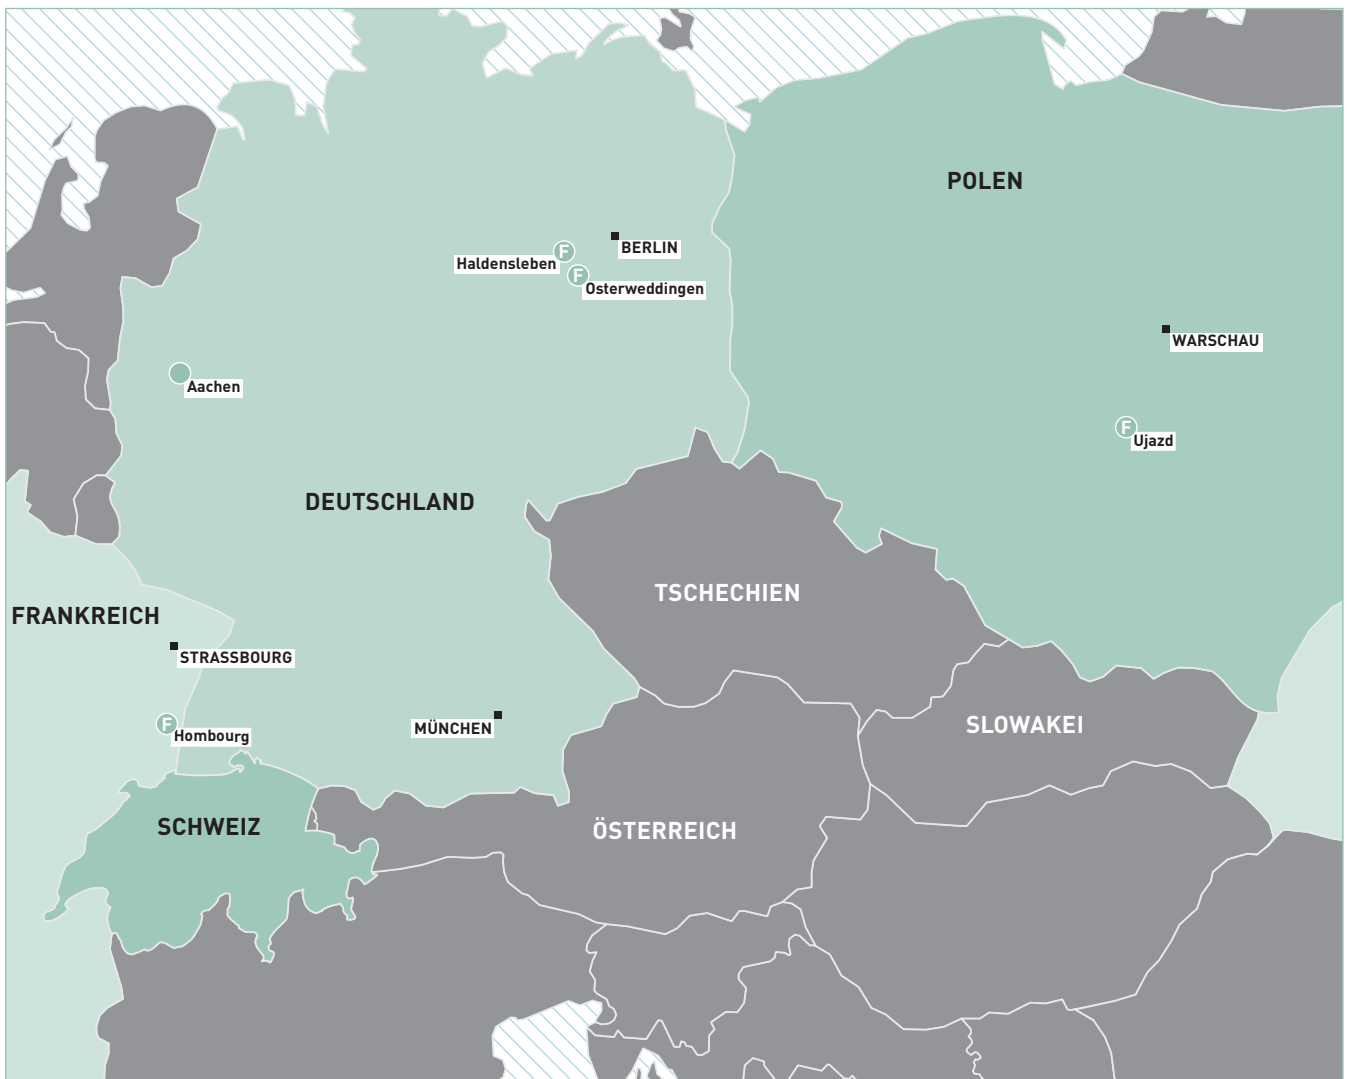 POLEN
F
BERLIN
Haldensleben
F
Osterweddingen
WARSCHAU
Aachen
F
Ujazd
DEUTSCHLAND
TSCHECHIEN
FRANKREICH
STRASSBOURG
F
Hombourg
MÜNCHEN
SLOWAKEI
SCHWEIZ
ÖSTERREICH